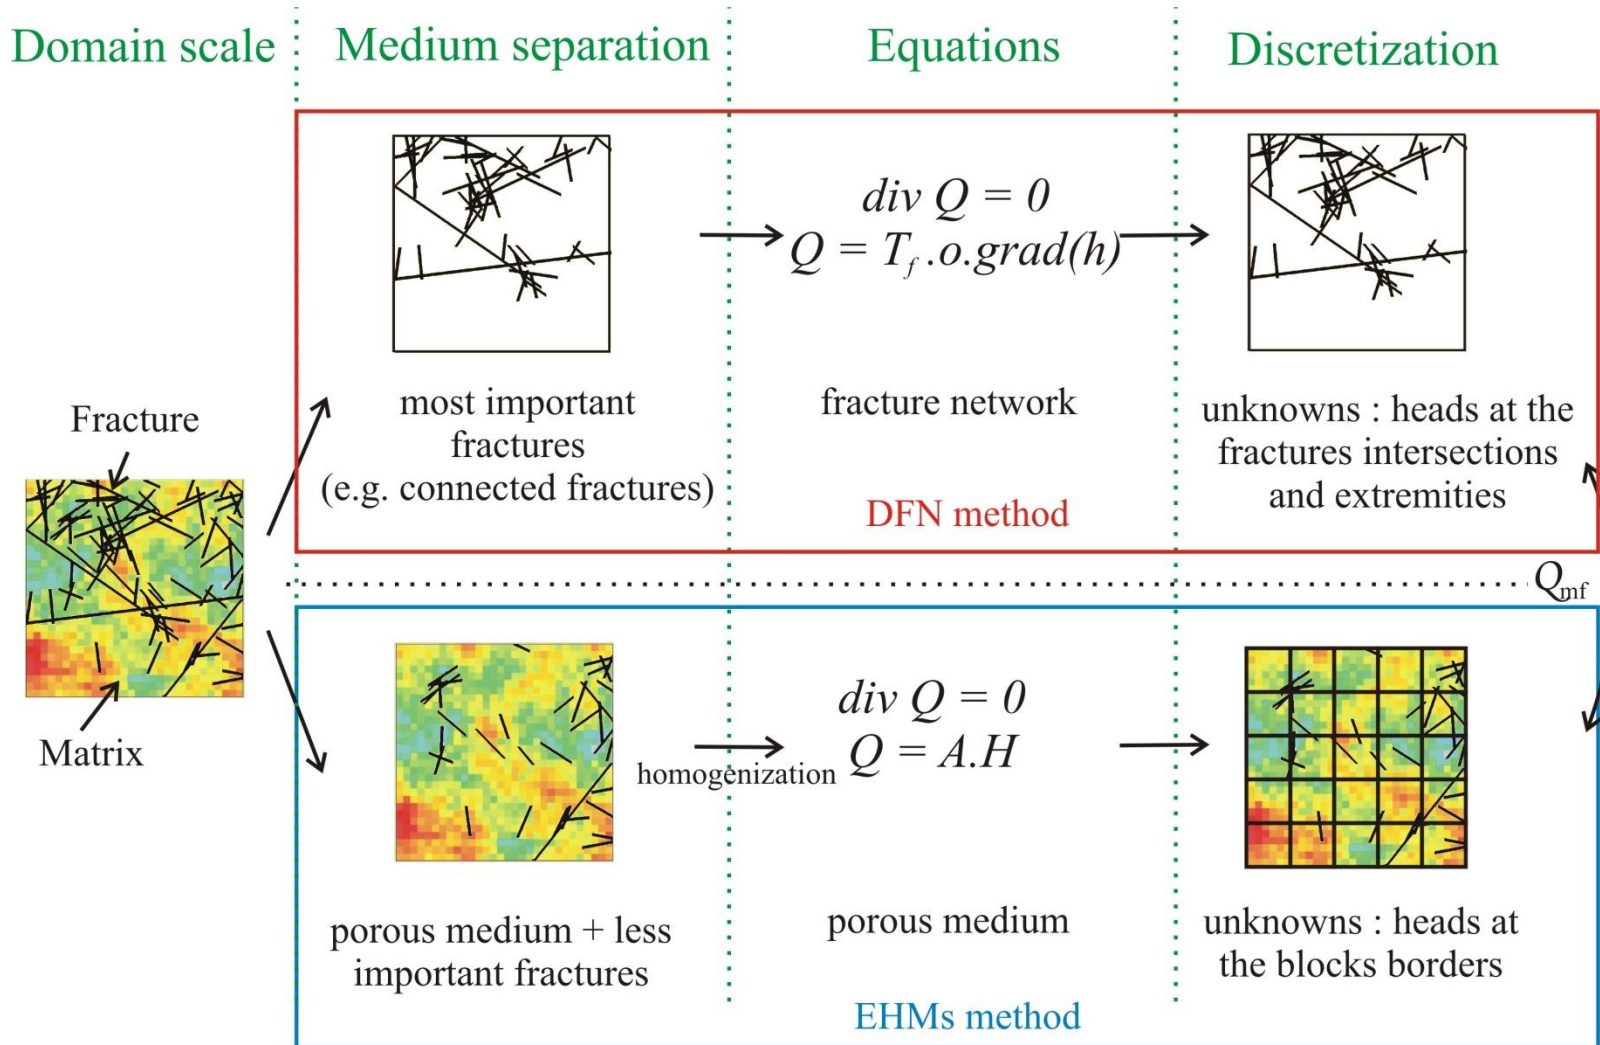 Domain scale
Medium separation
Equations
Discretization
div Q = 0
Q = T_f .o.grad(h)
most important
fractures
(e.g. connected fractures)
fracture network
unknowns : heads at the
fractures intersections
and extremities
DFN method
Fracture
Matrix
Q_mf
div Q = 0
Q = A.H
homogenization
porous medium + less
important fractures
porous medium
unknowns : heads at
the blocks borders
EHMs method